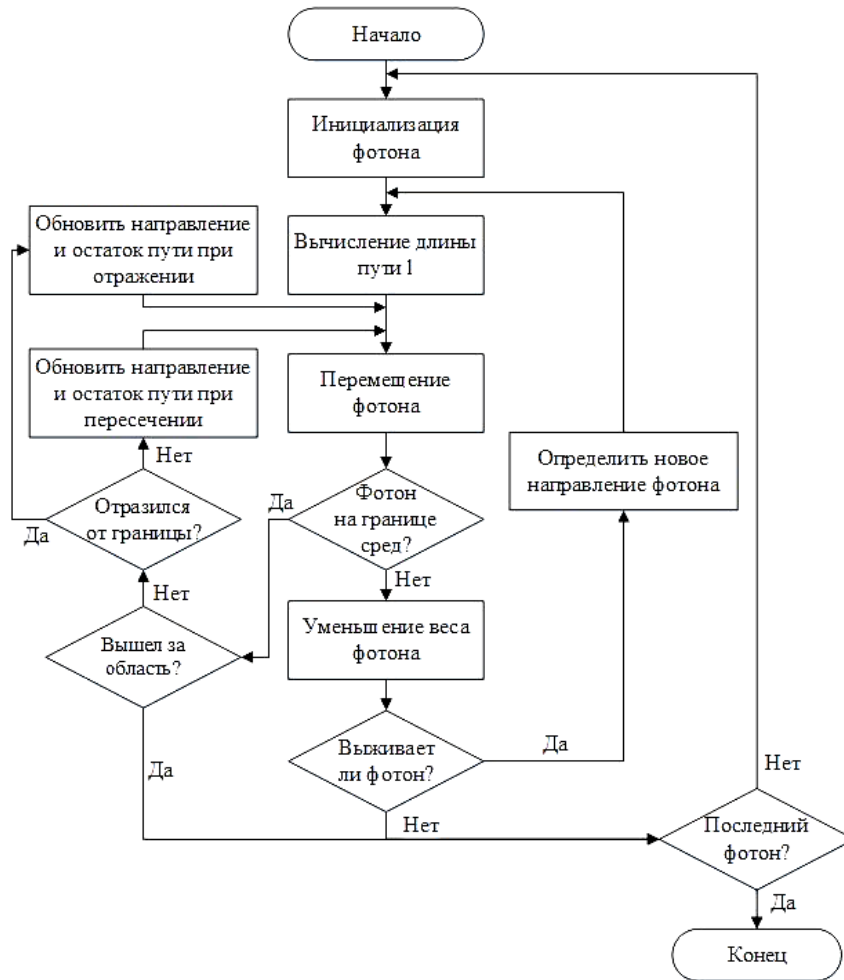 Начало
Инициализация
фотона
Обновить направление
и остаток пути при
отражении
Вычисление длины
пути l
Обновить направление
и остаток пути при
пересечении
Перемещение
фотона
Нет
Определить новое
направление фотона
Отразился
от границы?
Да
Да
Фотон
на границе
сред?
Нет
Нет
Уменьшение веса
фотона
Вышел за
область?
Да
Выживает
ли фотон?
Да
Нет
Нет
Последний
фотон?
Да
Конец